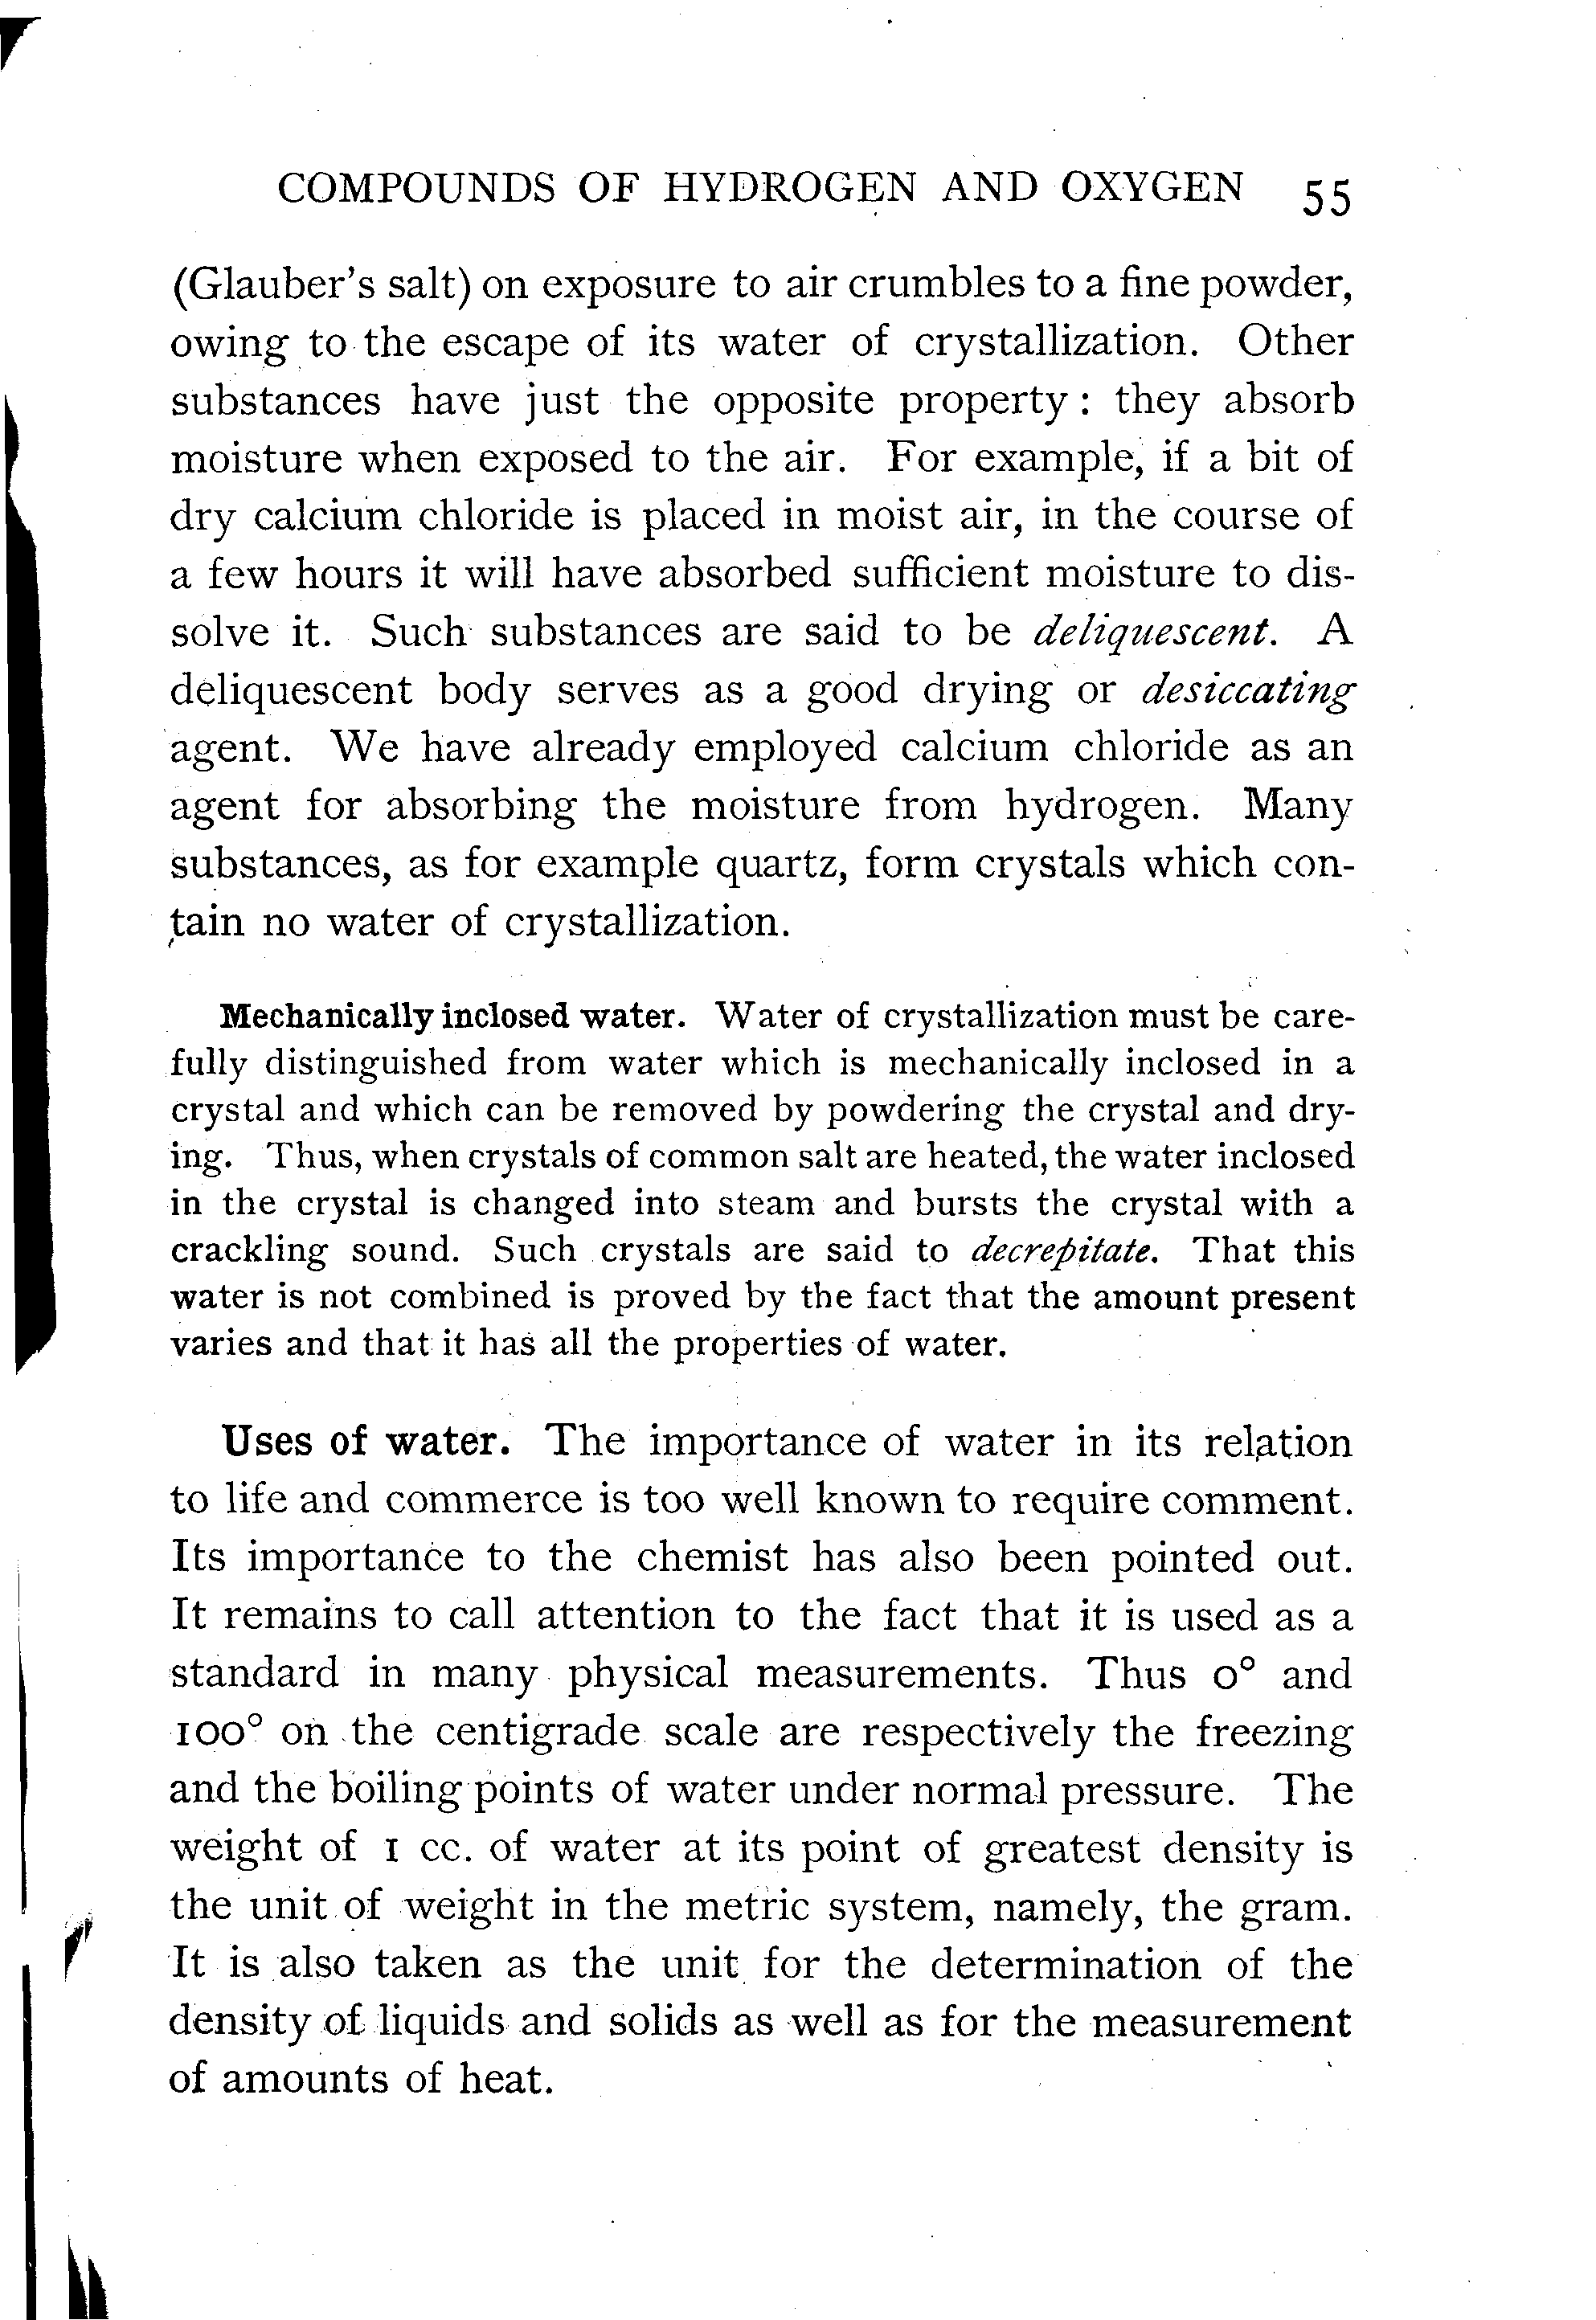 COMPOUNDS OF HYDROGEN AND OXYGEN 55
(Glauber's salt) on exposure to air crumbles to a fine powder,
owing to the escape of its water of crystallization. Other
substances have just the opposite property: they absorb
moisture when exposed to the air. For example, if a bit of
dry calcium chloride is placed in moist air, in the course of
a few hours it will have absorbed sufficient moisture to dis-
solve it. Such substances are said to be deliquescent. A
deliquescent body serves as a good drying or desiccating
agent. We have already employed calcium chloride as an
agent for absorbing the moisture from hydrogen. Many
substances, as for example quartz, form crystals which con-
tain no water of crystallization.
Mechanically inclosed water. Water of crystallization must be care-
fully distinguished from water which is mechanically inclosed in a
crystal and which can be removed by powdering the crystal and dry-
ing. Thus, when crystals of common salt are heated, the water inclosed
in the crystal is changed into steam and bursts the crystal with a
crackling sound. Such crystals are said to decrepitate. That this
water is not combined is proved by the fact that the amount present
varies and that it has all the properties of water.
Uses of water. The importance of water in its relation
to life and commerce is too well known to require comment.
Its importance to the chemist has also been pointed out.
It remains to call attention to the fact that it is used as a
standard in many physical measurements. Thus 0° and
100° on the centigrade scale are respectively the freezing
and the boiling points of water under normal pressure. The
weight of 1 cc. of water at its point of greatest density is
the unit of weight in the metric system, namely, the gram.
It is also taken as the unit for the determination of the
density of liquids and solids as well as for the measurement
of amounts of heat.